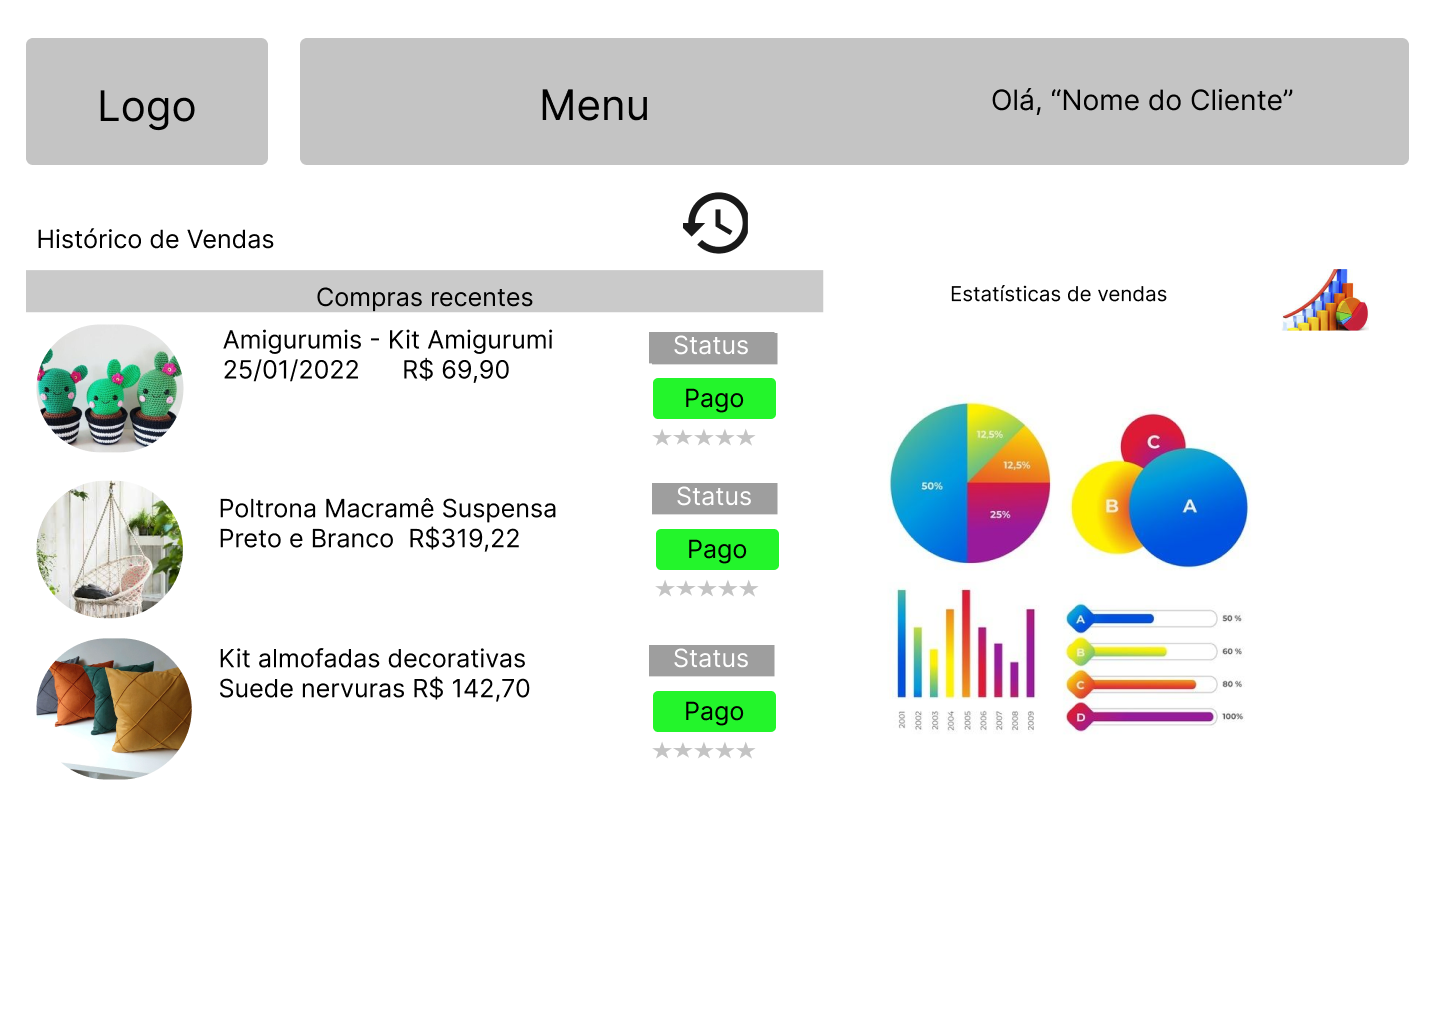 Logo
Menu
Olá, “Nome do Cliente”
Histórico de Vendas
Compras recentes
Amigurumis - Kit Amigurumi
25/01/2022 R$ 69,90
Status
Pago
Poltrona Macramê Suspensa
Preto e Branco R$319,22
Status
Pago
Kit almofadas decorativas
Suede nervuras R$ 142,70
Status
Pago
Estatísticas de vendas
12,5%
12,5%
50%
25%
C
B
A
2001
2002
2003
2004
2005
2006
2007
2008
2009
A 50 %
B 60 %
C 80 %
D 100%